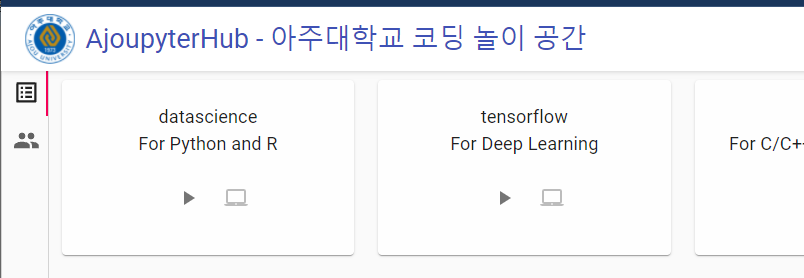 AjoupyterHub - 아주대학교 코딩 놀이 공간
datascience
For Python and R
tensorflow
For Deep Learning
For C/C+